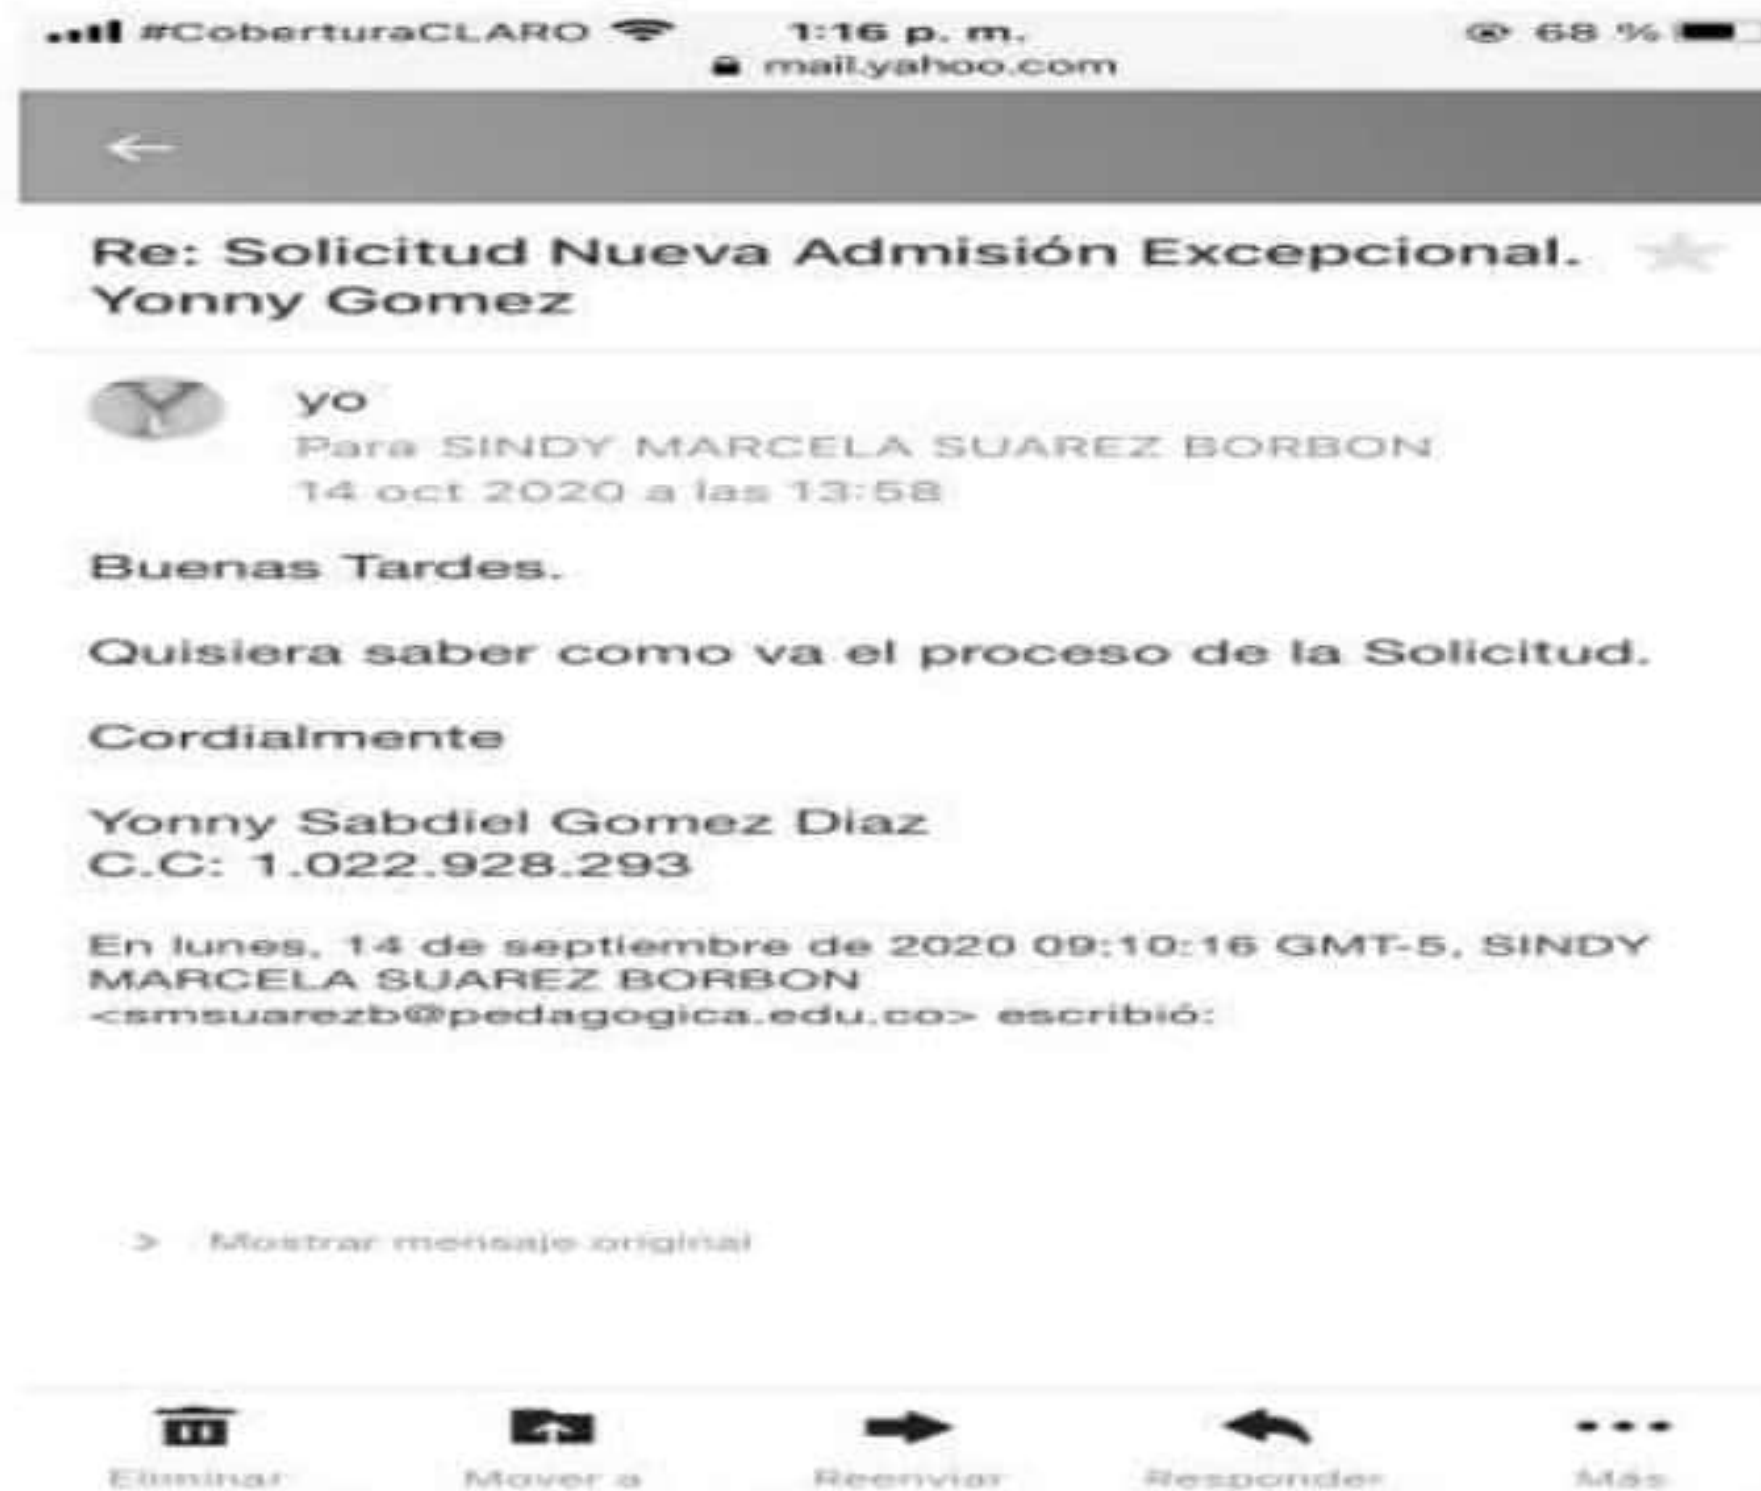 #CoberturaCLARO 1:16 p. m. 68 %
mail.yahoo.com
Re: Solicitud Nueva Admisión Excepcional.
Yonny Gomez
yo
Para SINDY MARCELA SUAREZ BORBON
14 oct 2020 a las 13:58
Buenas Tardes.
Quisiera saber como va el proceso de la Solicitud.
Cordialmente
Yonny Sabdiel Gomez Diaz
C.C: 1.022.928.293
En lunes, 14 de septiembre de 2020 09:10:16 GMT-5, SINDY
MARCELA SUAREZ BORBON
<smsuarezb@pedagogica.edu.co> escribió:
> Mostrar mensaje original
Eliminar Mover a Reenviar Responder Más